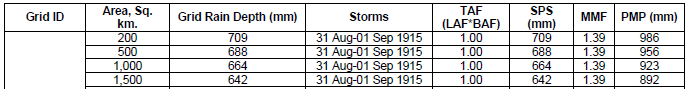 Grid ID Area, Sq. km. Grid Rain Depth (mm) Storms TAF (LAF*BAF) SPS (mm) MMF PMP (mm)
200 709 31 Aug-01 Sep 1915 1.00 709 1.39 986
500 688 31 Aug-01 Sep 1915 1.00 688 1.39 956
1,000 664 31 Aug-01 Sep 1915 1.00 664 1.39 923
1,500 642 31 Aug-01 Sep 1915 1.00 642 1.39 892